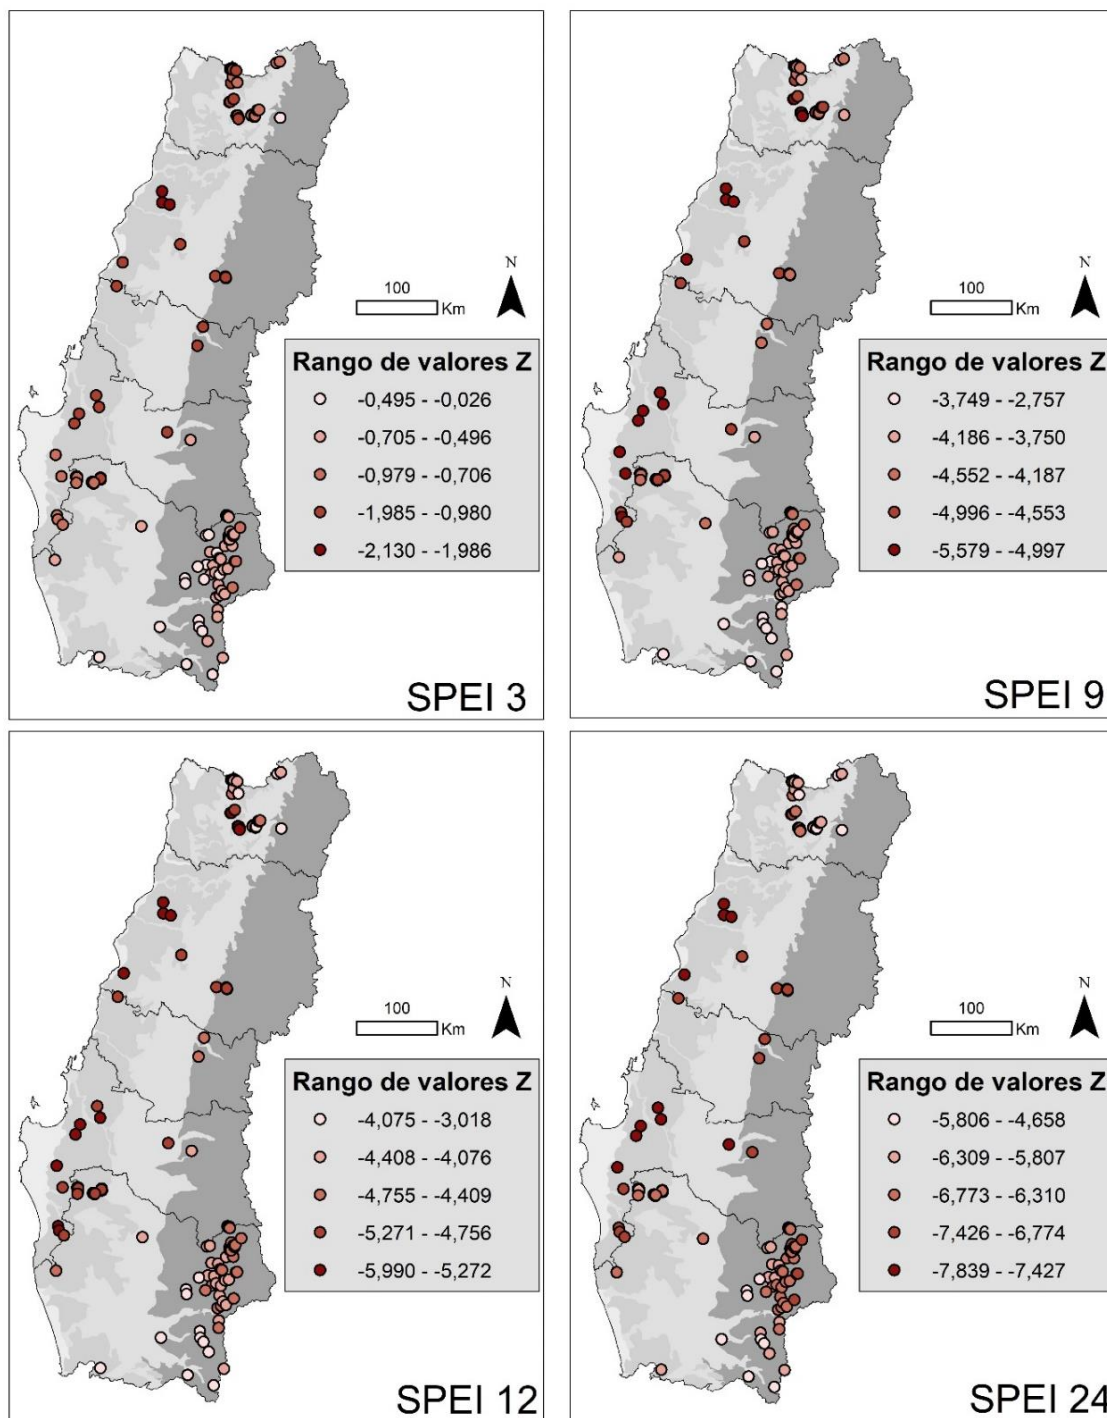 N
100
Km
Rango de valores Z
-0,495 - -0,026
-0,705 - -0,496
-0,979 - -0,706
-1,985 - -0,980
-2,130 - -1,986
SPEI 3
N
100
Km
Rango de valores Z
-3,749 - -2,757
-4,186 - -3,750
-4,552 - -4,187
-4,996 - -4,553
-5,579 - -4,997
SPEI 9
N
100
Km
Rango de valores Z
-4,075 - -3,018
-4,408 - -4,076
-4,755 - -4,409
-5,271 - -4,756
-5,990 - -5,272
SPEI 12
N
100
Km
Rango de valores Z
-5,806 - -4,658
-6,309 - -5,807
-6,773 - -6,310
-7,426 - -6,774
-7,839 - -7,427
SPEI 24